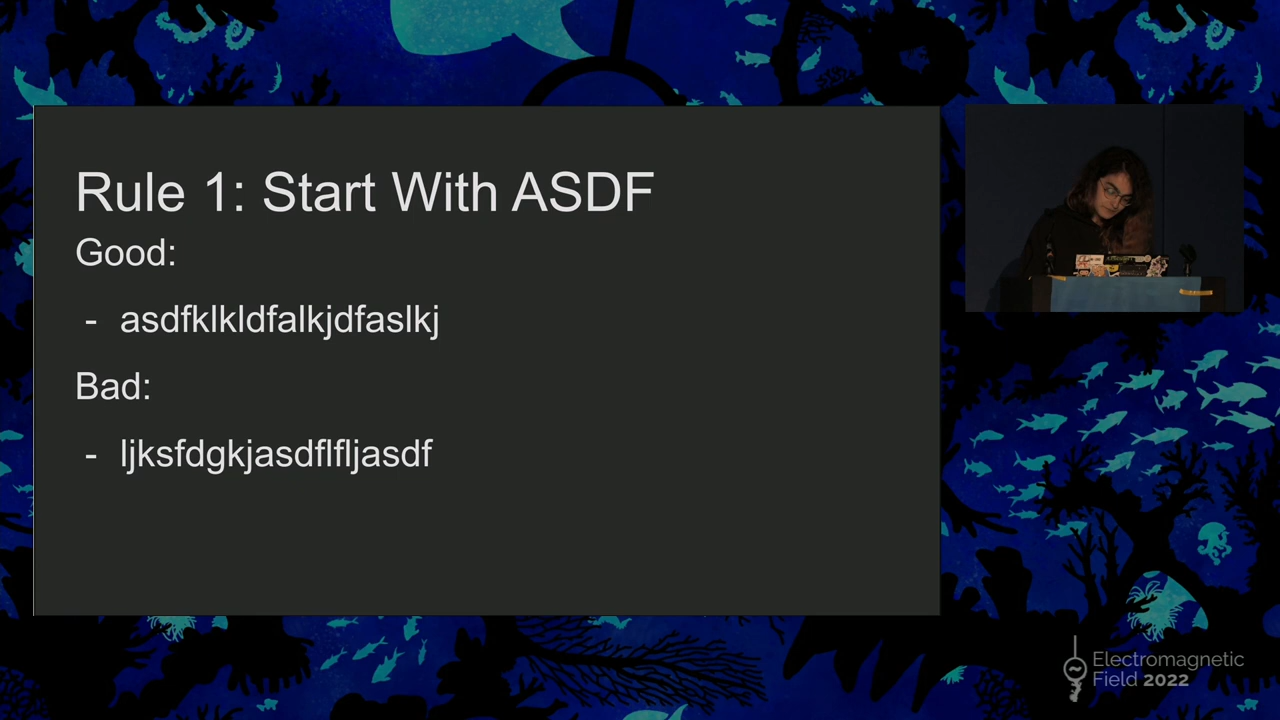 Rule 1: Start With ASDF
Good:
- asdfklkldfalkjdfaslkj
Bad:
- ljksfdgkjasdflfljasdf
Electromagnetic
Field 2022